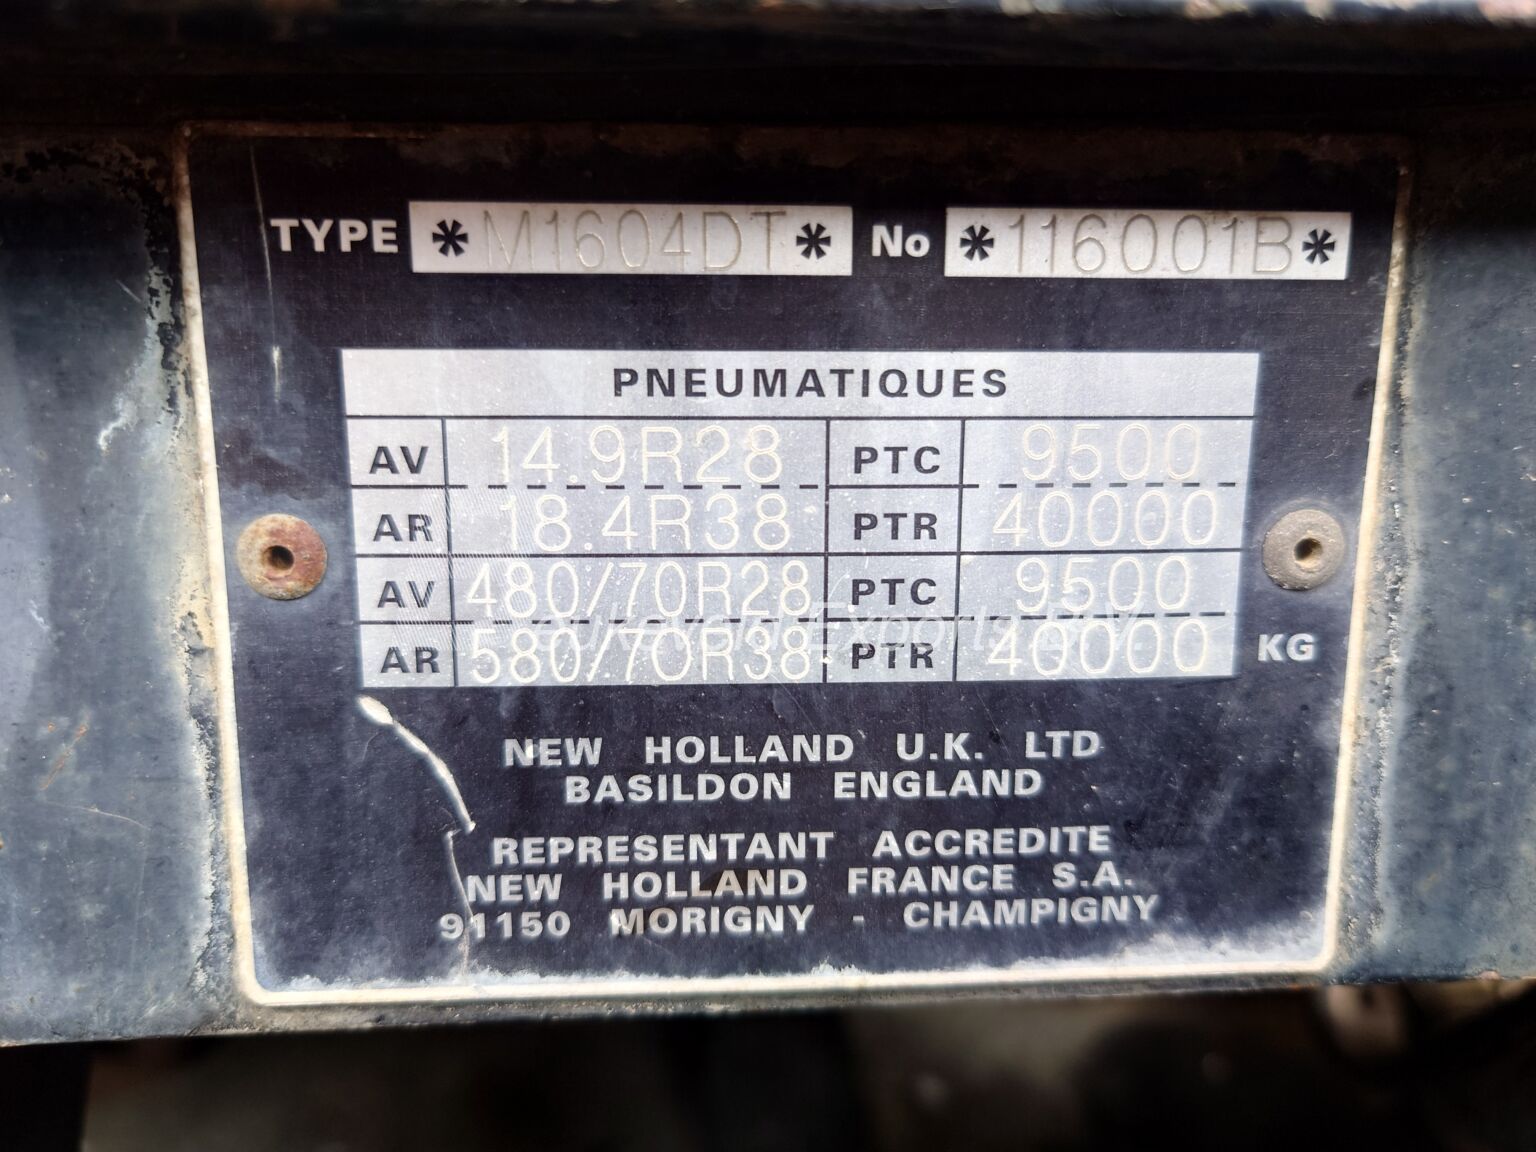 TYPE *M1604DT* No *116001B*
PNEUMATIQUES
AV 14.9R28 PTC 9500
AR 18.4R38 PTR 40000
AV 480/70R28 PTC 9500
AR 580/70R38 PTR 40000 KG
NEW HOLLAND U.K. LTD
BASILDON ENGLAND
REPRESENTANT ACCREDITE
NEW HOLLAND FRANCE S.A.
91150 MORIGNY - CHAMPIGNY